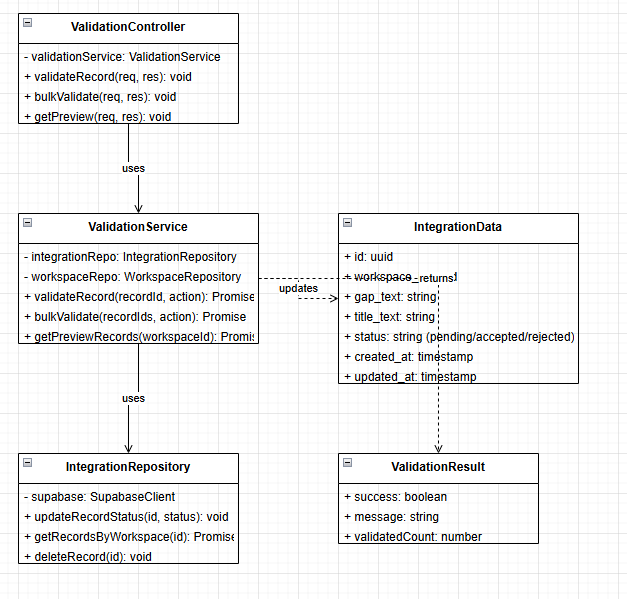 ValidationController
- validationService: ValidationService
+ validateRecord(req, res): void
+ bulkValidate(req, res): void
+ getPreview(req, res): void
uses
ValidationService
- integrationRepo: IntegrationRepository
- workspaceRepo: WorkspaceRepository
+ validateRecord(recordId, action): Promise
+ bulkValidate(recordIds, action): Promise
+ getPreviewRecords(workspaceId): Promi
updates
returns
IntegrationData
+ id: uuid
+ workspace_
+ gap_text: string
+ title_text: string
+ status: string (pending/accepted/rejected)
+ created_at: timestamp
+ updated_at: timestamp
uses
IntegrationRepository
- supabase: SupabaseClient
+ updateRecordStatus(id, status): void
+ getRecordsByWorkspace(id): Promise
+ deleteRecord(id): void
ValidationResult
+ success: boolean
+ message: string
+ validatedCount: number